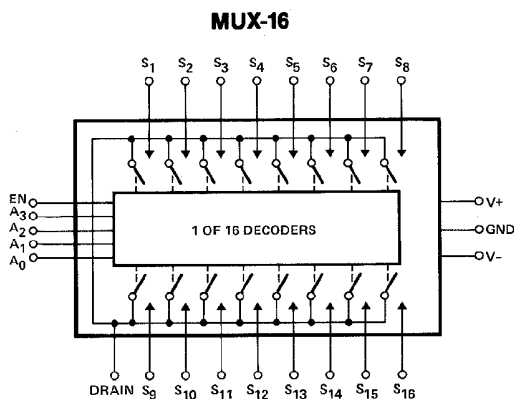 MUX-16
S1 S2 S3 S4 S5 S6 S7 S8
EN
A3
A2
A1
A0
1 OF 16 DECODERS
V+
GND
V−
DRAIN S9 S10 S11 S12 S13 S14 S15 S16